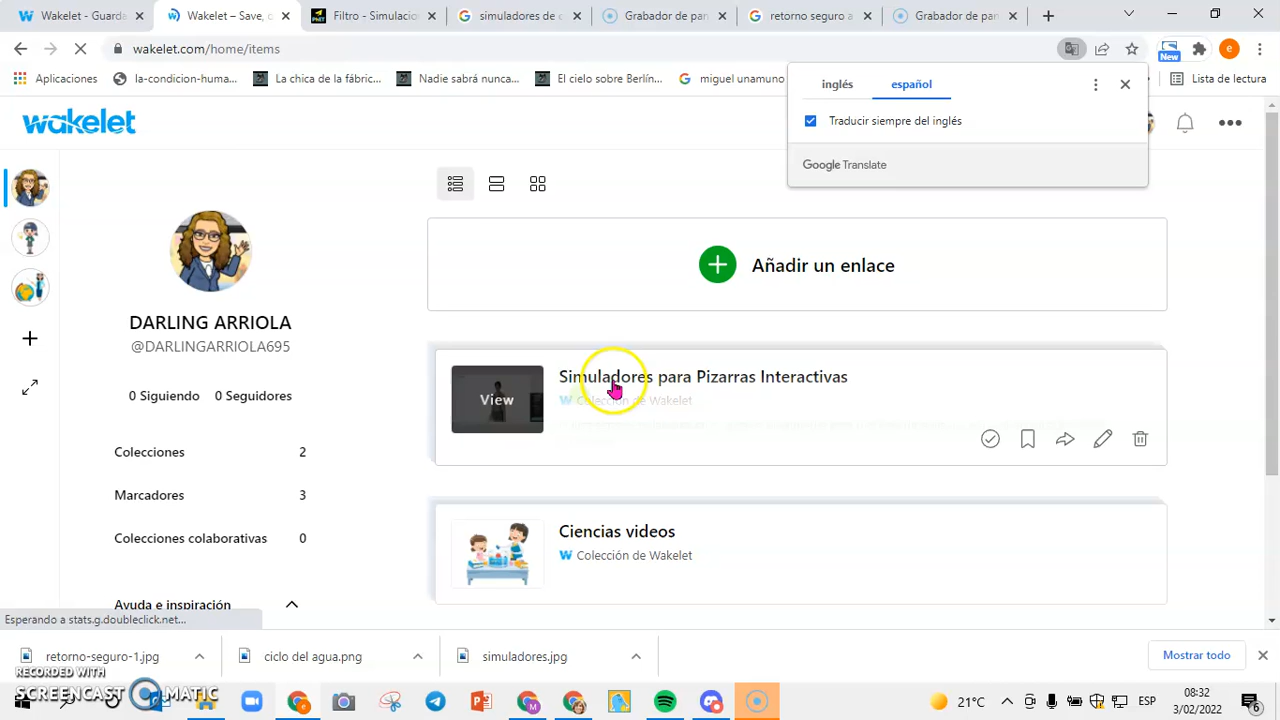 Wakelet - Guarda
Wakelet – Save, o
Filtro - Simulacion
simuladores de c
Grabador de pan
retorno seguro a
Grabador de pan
wakelet.com/home/items
New
e
Aplicaciones
la-condicion-huma...
La chica de la fábric...
Nadie sabrá nunca...
El cielo sobre Berlín...
miguel unamuno
Lista de lectura
inglés
español
Traducir siempre del inglés
Google Translate
wakelet
Añadir un enlace
DARLING ARRIOLA
@DARLINGARRIOLA695
0 Siguiendo 0 Seguidores
Colecciones 2
Marcadores 3
Colecciones colaborativas 0
Ayuda e inspiración
View
Simuladores para Pizarras Interactivas
Colección de Wakelet
Ciencias videos
Colección de Wakelet
Esperando a stats.g.doubleclick.net...
retorno-seguro-1.jpg
ciclo del agua.png
simuladores.jpg
Mostrar todo
RECORDED WITH
SCREENCAST MATIC
21°C
ESP
08:32
3/02/2022
6